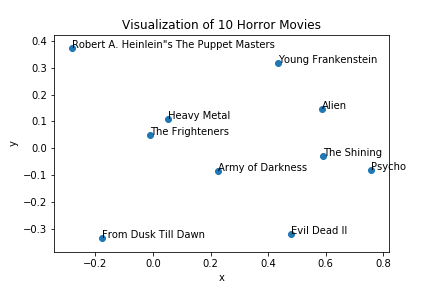 Visualization of 10 Horror Movies
0.4
Robert A. Heinlein"s The Puppet Masters
Young Frankenstein
0.3
0.2
Alien
Heavy Metal
0.1
The Frighteners
y
0.0
The Shining
Army of Darkness
Psycho
−0.1
−0.2
−0.3
From Dusk Till Dawn
Evil Dead II
−0.2
0.0
0.2
0.4
0.6
0.8
x